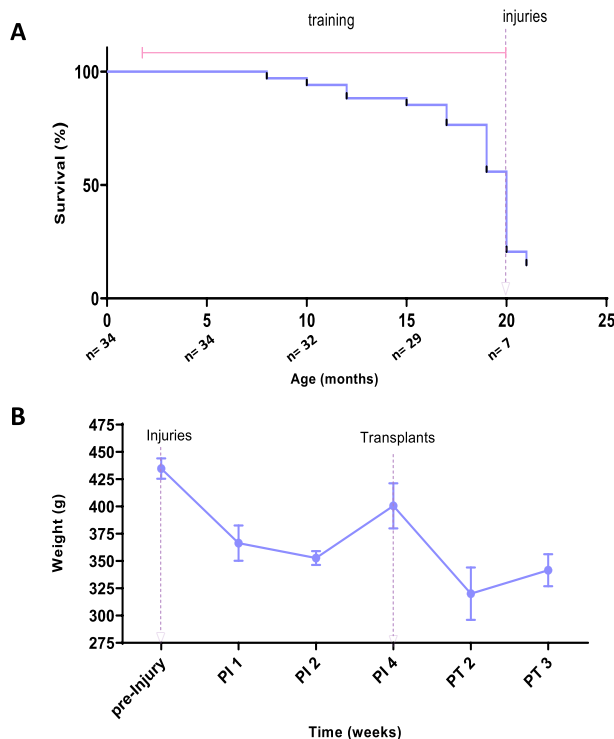 A
training
injuries
Survival (%)
100
50
0
0 5 10 15 20 25
n= 34 n= 34 n= 32 n= 29 n= 7
Age (months)
B
Injuries
Transplants
Weight (g)
475
450
425
400
375
350
325
300
275
pre-Injury PI 1 PI 2 PI 4 PT 2 PT 3
Time (weeks)